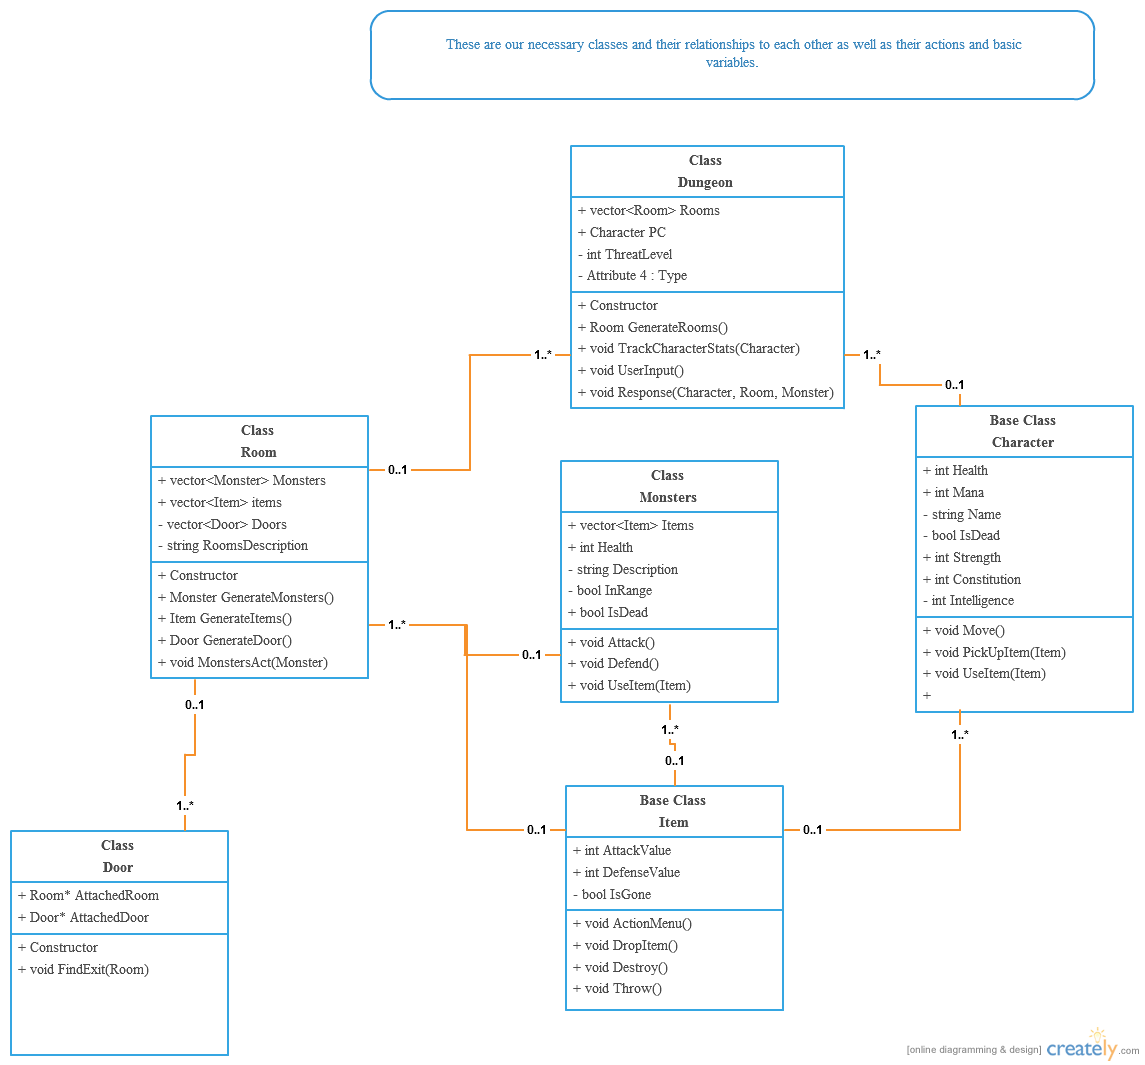 These are our necessary classes and their relationships to each other as well as their actions and basic
variables.
Class
Dungeon
+ vector<Room> Rooms
+ Character PC
- int ThreatLevel
- Attribute 4 : Type
+ Constructor
+ Room GenerateRooms()
+ void TrackCharacterStats(Character)
+ void UserInput()
+ void Response(Character, Room, Monster)
1..*
1..*
0..1
0..1
Class
Room
+ vector<Monster> Monsters
+ vector<Item> items
- vector<Door> Doors
- string RoomsDescription
+ Constructor
+ Monster GenerateMonsters()
+ Item GenerateItems()
+ Door GenerateDoor()
+ void MonstersAct(Monster)
1..*
0..1
0..1
Class
Monsters
+ vector<Item> Items
+ int Health
- string Description
- bool InRange
+ bool IsDead
+ void Attack()
+ void Defend()
+ void UseItem(Item)
1..*
0..1
Base Class
Character
+ int Health
+ int Mana
- string Name
- bool IsDead
+ int Strength
+ int Constitution
- int Intelligence
+ void Move()
+ void PickUpItem(Item)
+ void UseItem(Item)
+
1..*
1..*
Class
Door
+ Room* AttachedRoom
+ Door* AttachedDoor
+ Constructor
+ void FindExit(Room)
0..1
0..1
Base Class
Item
+ int AttackValue
+ int DefenseValue
- bool IsGone
+ void ActionMenu()
+ void DropItem()
+ void Destroy()
+ void Throw()
[online diagramming & design] creately.com